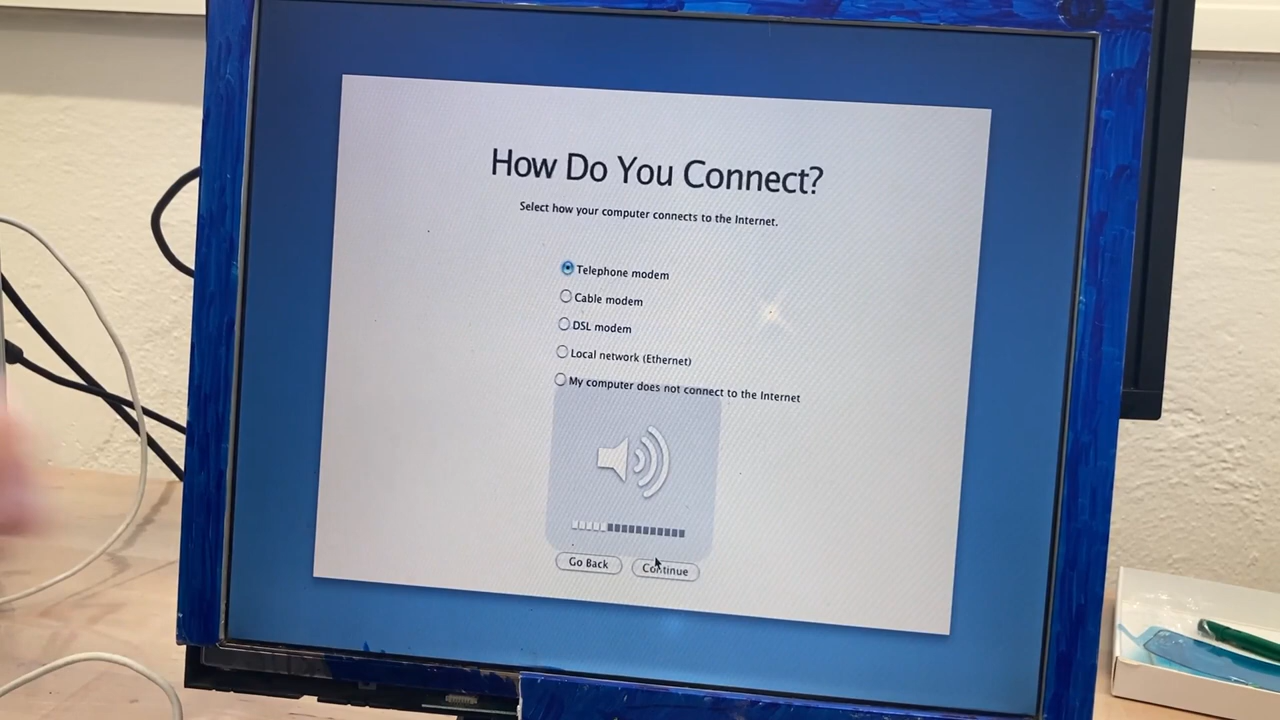 How Do You Connect?
Select how your computer connects to the Internet.
Telephone modem
Cable modem
DSL modem
Local network (Ethernet)
My computer does not connect to the Internet
Go Back Continue